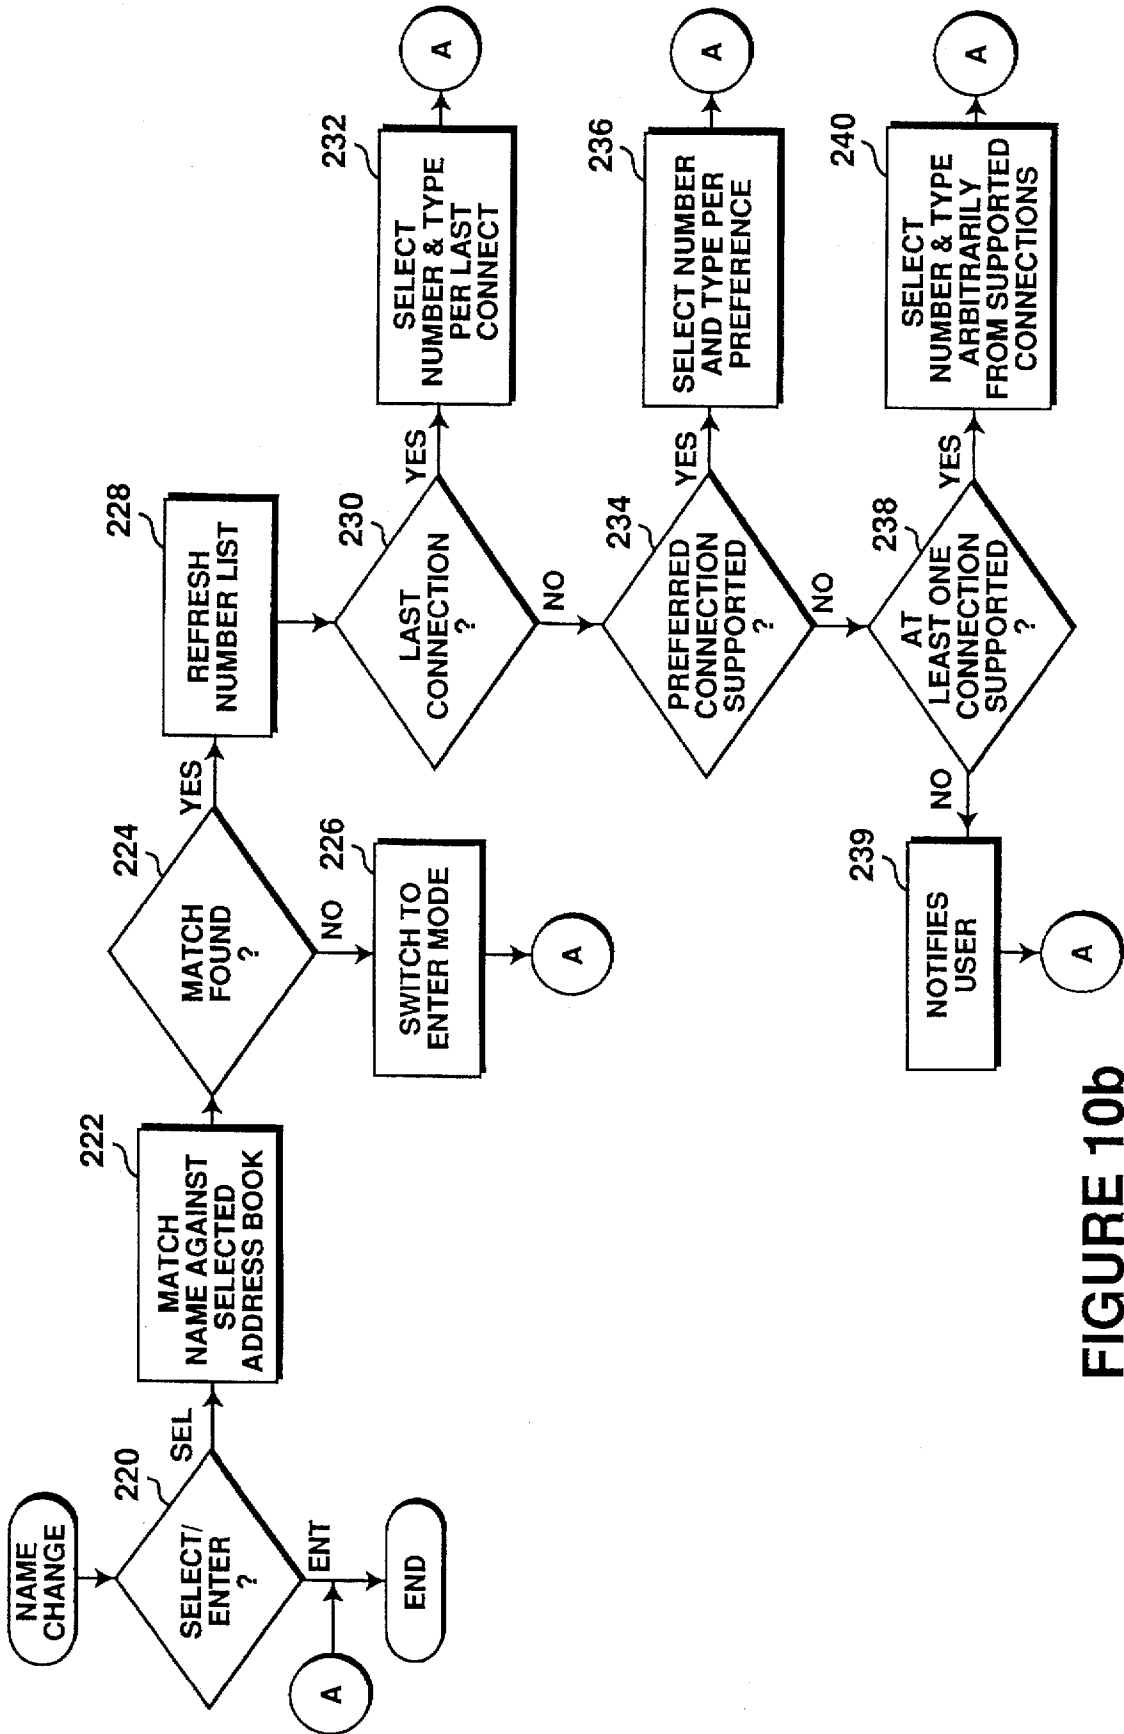 NAME
CHANGE
220
SELECT/
ENTER
?
SEL
ENT
A
END
222
MATCH
NAME AGAINST
SELECTED
ADDRESS BOOK
224
MATCH
FOUND
?
YES
NO
226
SWITCH TO
ENTER MODE
A
228
REFRESH
NUMBER LIST
230
LAST
CONNECTION
?
YES
NO
232
SELECT
NUMBER & TYPE
PER LAST
CONNECT
A
234
PREFERRED
CONNECTION
SUPPORTED
?
YES
NO
236
SELECT NUMBER
AND TYPE PER
PREFERENCE
A
238
AT
LEAST ONE
CONNECTION
SUPPORTED
?
YES
NO
239
NOTIFIES
USER
A
240
SELECT
NUMBER & TYPE
ARBITRARILY
FROM SUPPORTED
CONNECTIONS
A
FIGURE 10b